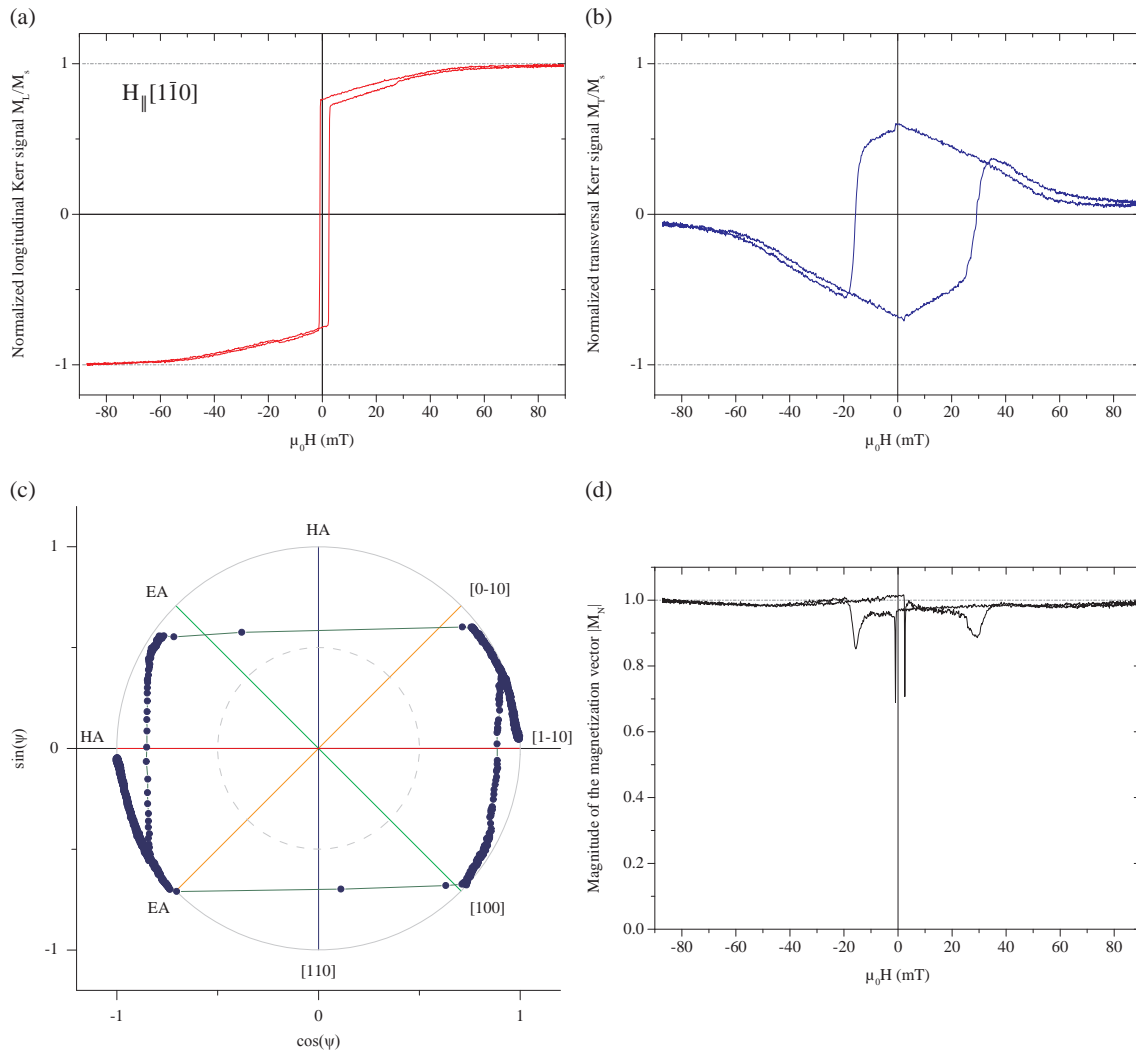 (a)
Normalized longitudinal Kerr signal M_L/M_s
1
0
-1
H_∥[11̄0]
-80 -60 -40 -20 0 20 40 60 80
μ₀H (mT)
(b)
Normalized transversal Kerr signal M_T/M_s
1
0
-1
-80 -60 -40 -20 0 20 40 60 80
μ₀H (mT)
(c)
sin(ψ)
1
0
-1
HA
EA
[0-10]
HA
[1-10]
EA
[100]
[110]
-1 0 1
cos(ψ)
(d)
Magnitude of the magnetization vector |M_N|
1.0
0.8
0.6
0.4
0.2
0.0
-80 -60 -40 -20 0 20 40 60 80
μ₀H (mT)